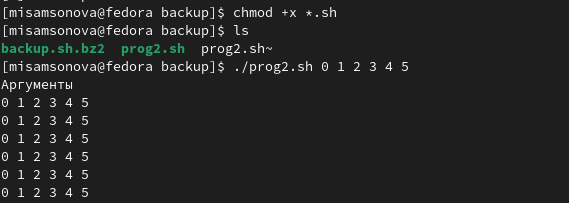 [misamsonova@fedora backup]$ chmod +x *.sh
[misamsonova@fedora backup]$ ls
backup.sh.bz2  prog2.sh  prog2.sh~
[misamsonova@fedora backup]$ ./prog2.sh 0 1 2 3 4 5
Аргументы
0 1 2 3 4 5
0 1 2 3 4 5
0 1 2 3 4 5
0 1 2 3 4 5
0 1 2 3 4 5
0 1 2 3 4 5